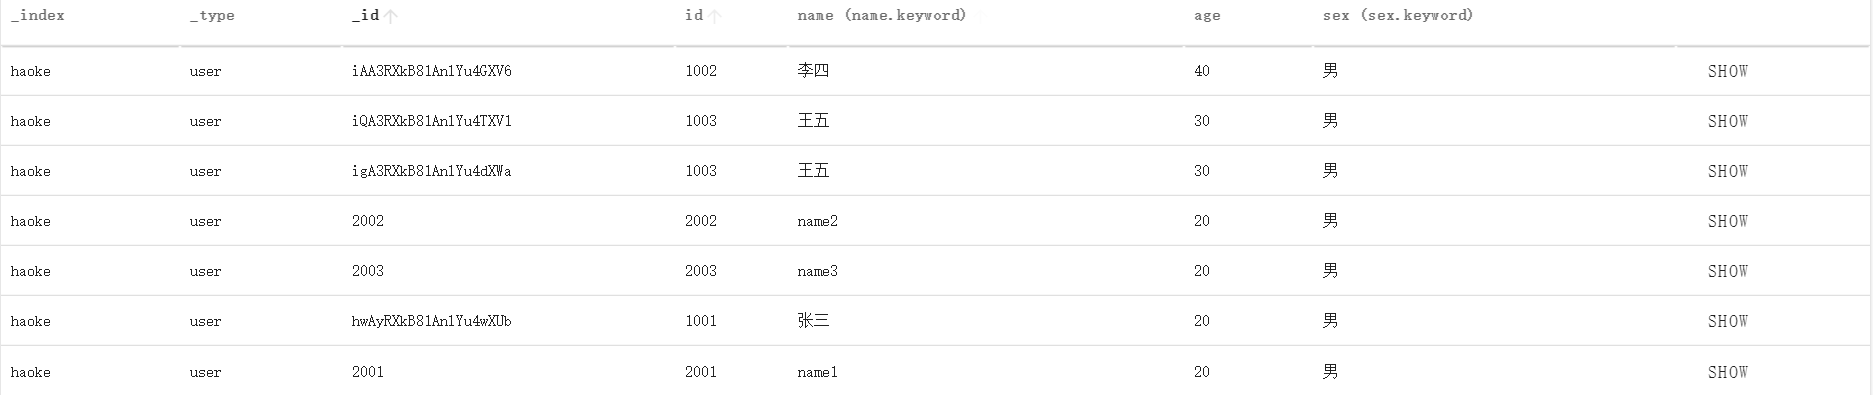 _index _type _id id name (name.keyword) age sex (sex.keyword)
haoke user iAA3RXkB81An1Yu4GXV6 1002 李四 40 男 SHOW
haoke user iQA3RXkB81An1Yu4TXV1 1003 王五 30 男 SHOW
haoke user igA3RXkB81An1Yu4dXWa 1003 王五 30 男 SHOW
haoke user 2002 2002 name2 20 男 SHOW
haoke user 2003 2003 name3 20 男 SHOW
haoke user hwAyRXkB81An1Yu4wXUb 1001 张三 20 男 SHOW
haoke user 2001 2001 name1 20 男 SHOW